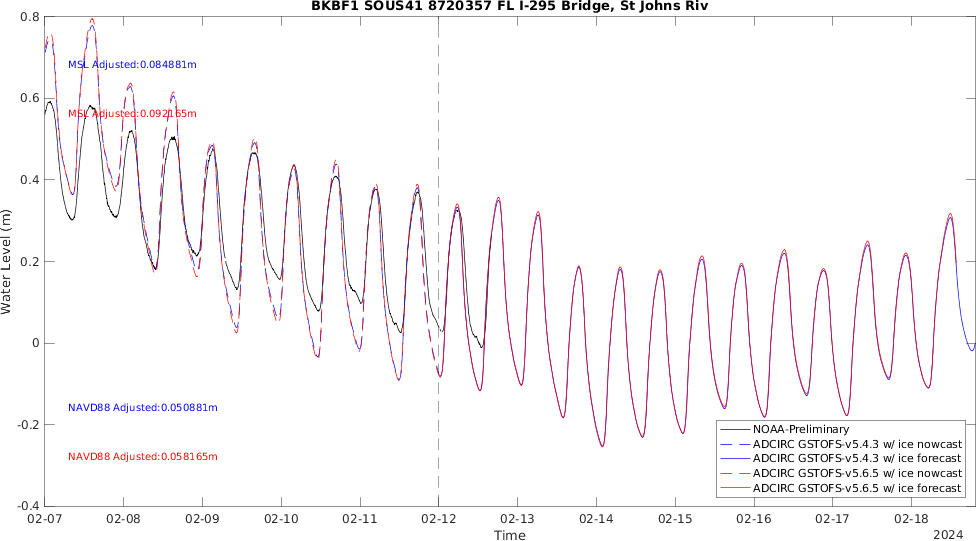 BKBF1 SOUS41 8720357 FL I-295 Bridge, St Johns Riv
0.8
0.6
0.4
0.2
0
-0.2
-0.4
Water Level (m)
MSL Adjusted:0.084881m
MSL Adjusted:0.092165m
NAVD88 Adjusted:0.050881m
NAVD88 Adjusted:0.058165m
NOAA-Preliminary
ADCIRC GSTOFS-v5.4.3 w/ ice nowcast
ADCIRC GSTOFS-v5.4.3 w/ ice forecast
ADCIRC GSTOFS-v5.6.5 w/ ice nowcast
ADCIRC GSTOFS-v5.6.5 w/ ice forecast
02-07 02-08 02-09 02-10 02-11 02-12 02-13 02-14 02-15 02-16 02-17 02-18
Time
2024